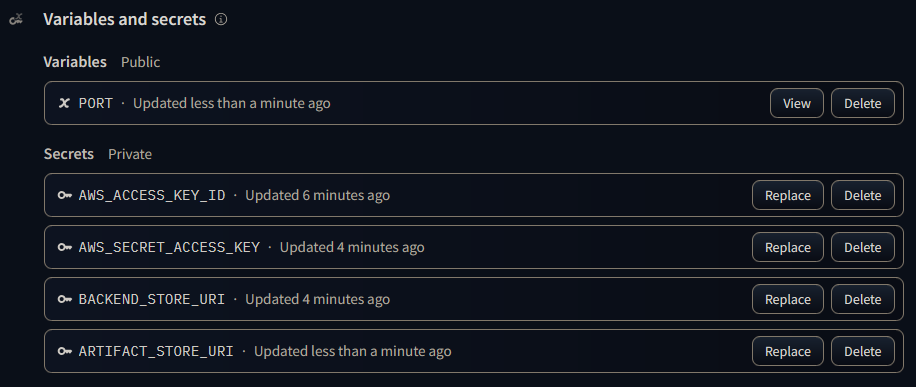 Variables and secrets
Variables Public
PORT · Updated less than a minute ago View Delete
Secrets Private
AWS_ACCESS_KEY_ID · Updated 6 minutes ago Replace Delete
AWS_SECRET_ACCESS_KEY · Updated 4 minutes ago Replace Delete
BACKEND_STORE_URI · Updated 4 minutes ago Replace Delete
ARTIFACT_STORE_URI · Updated less than a minute ago Replace Delete